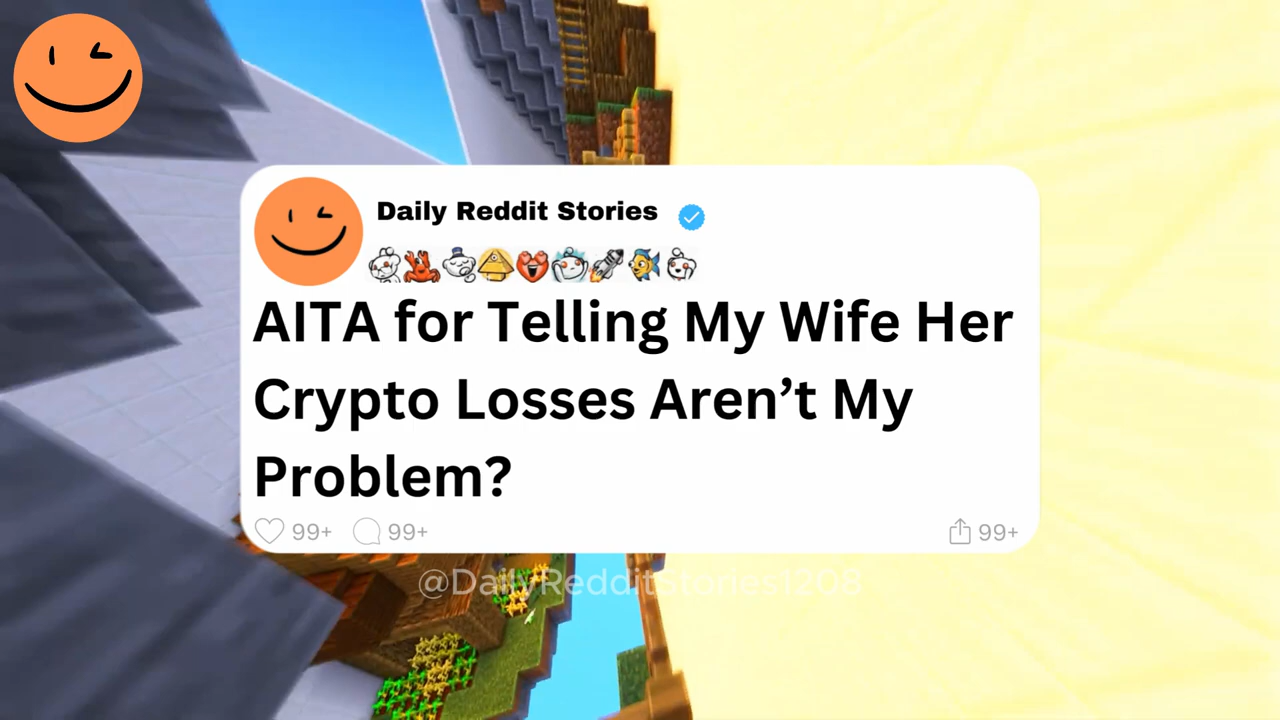 Daily Reddit Stories
AITA for Telling My Wife Her
Crypto Losses Aren’t My
Problem?
99+ 99+ 99+
@DailyRedditStories1208